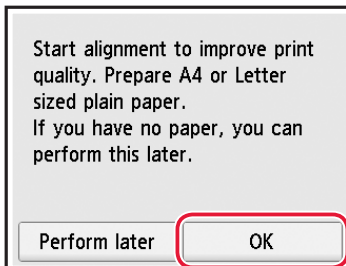 Start alignment to improve print
quality. Prepare A4 or Letter
sized plain paper.
If you have no paper, you can
perform this later.
Perform later
OK